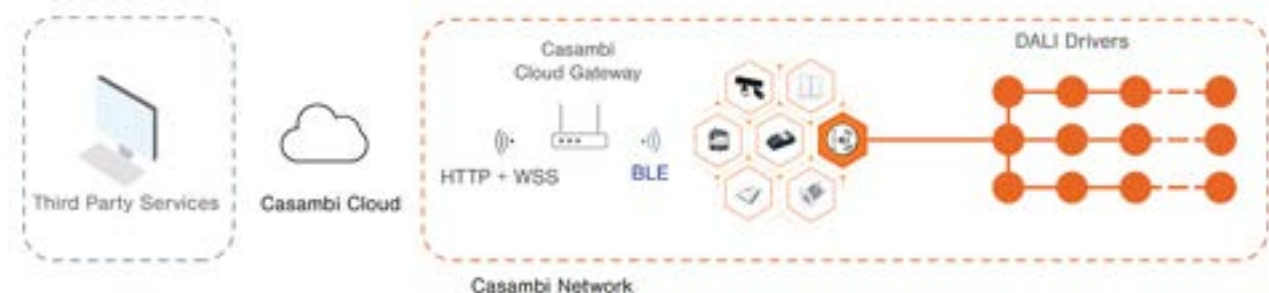 Third Party Services
Casambi Cloud
Casambi
Cloud Gateway
HTTP + WSS
BLE
DALI Drivers
Casambi Network